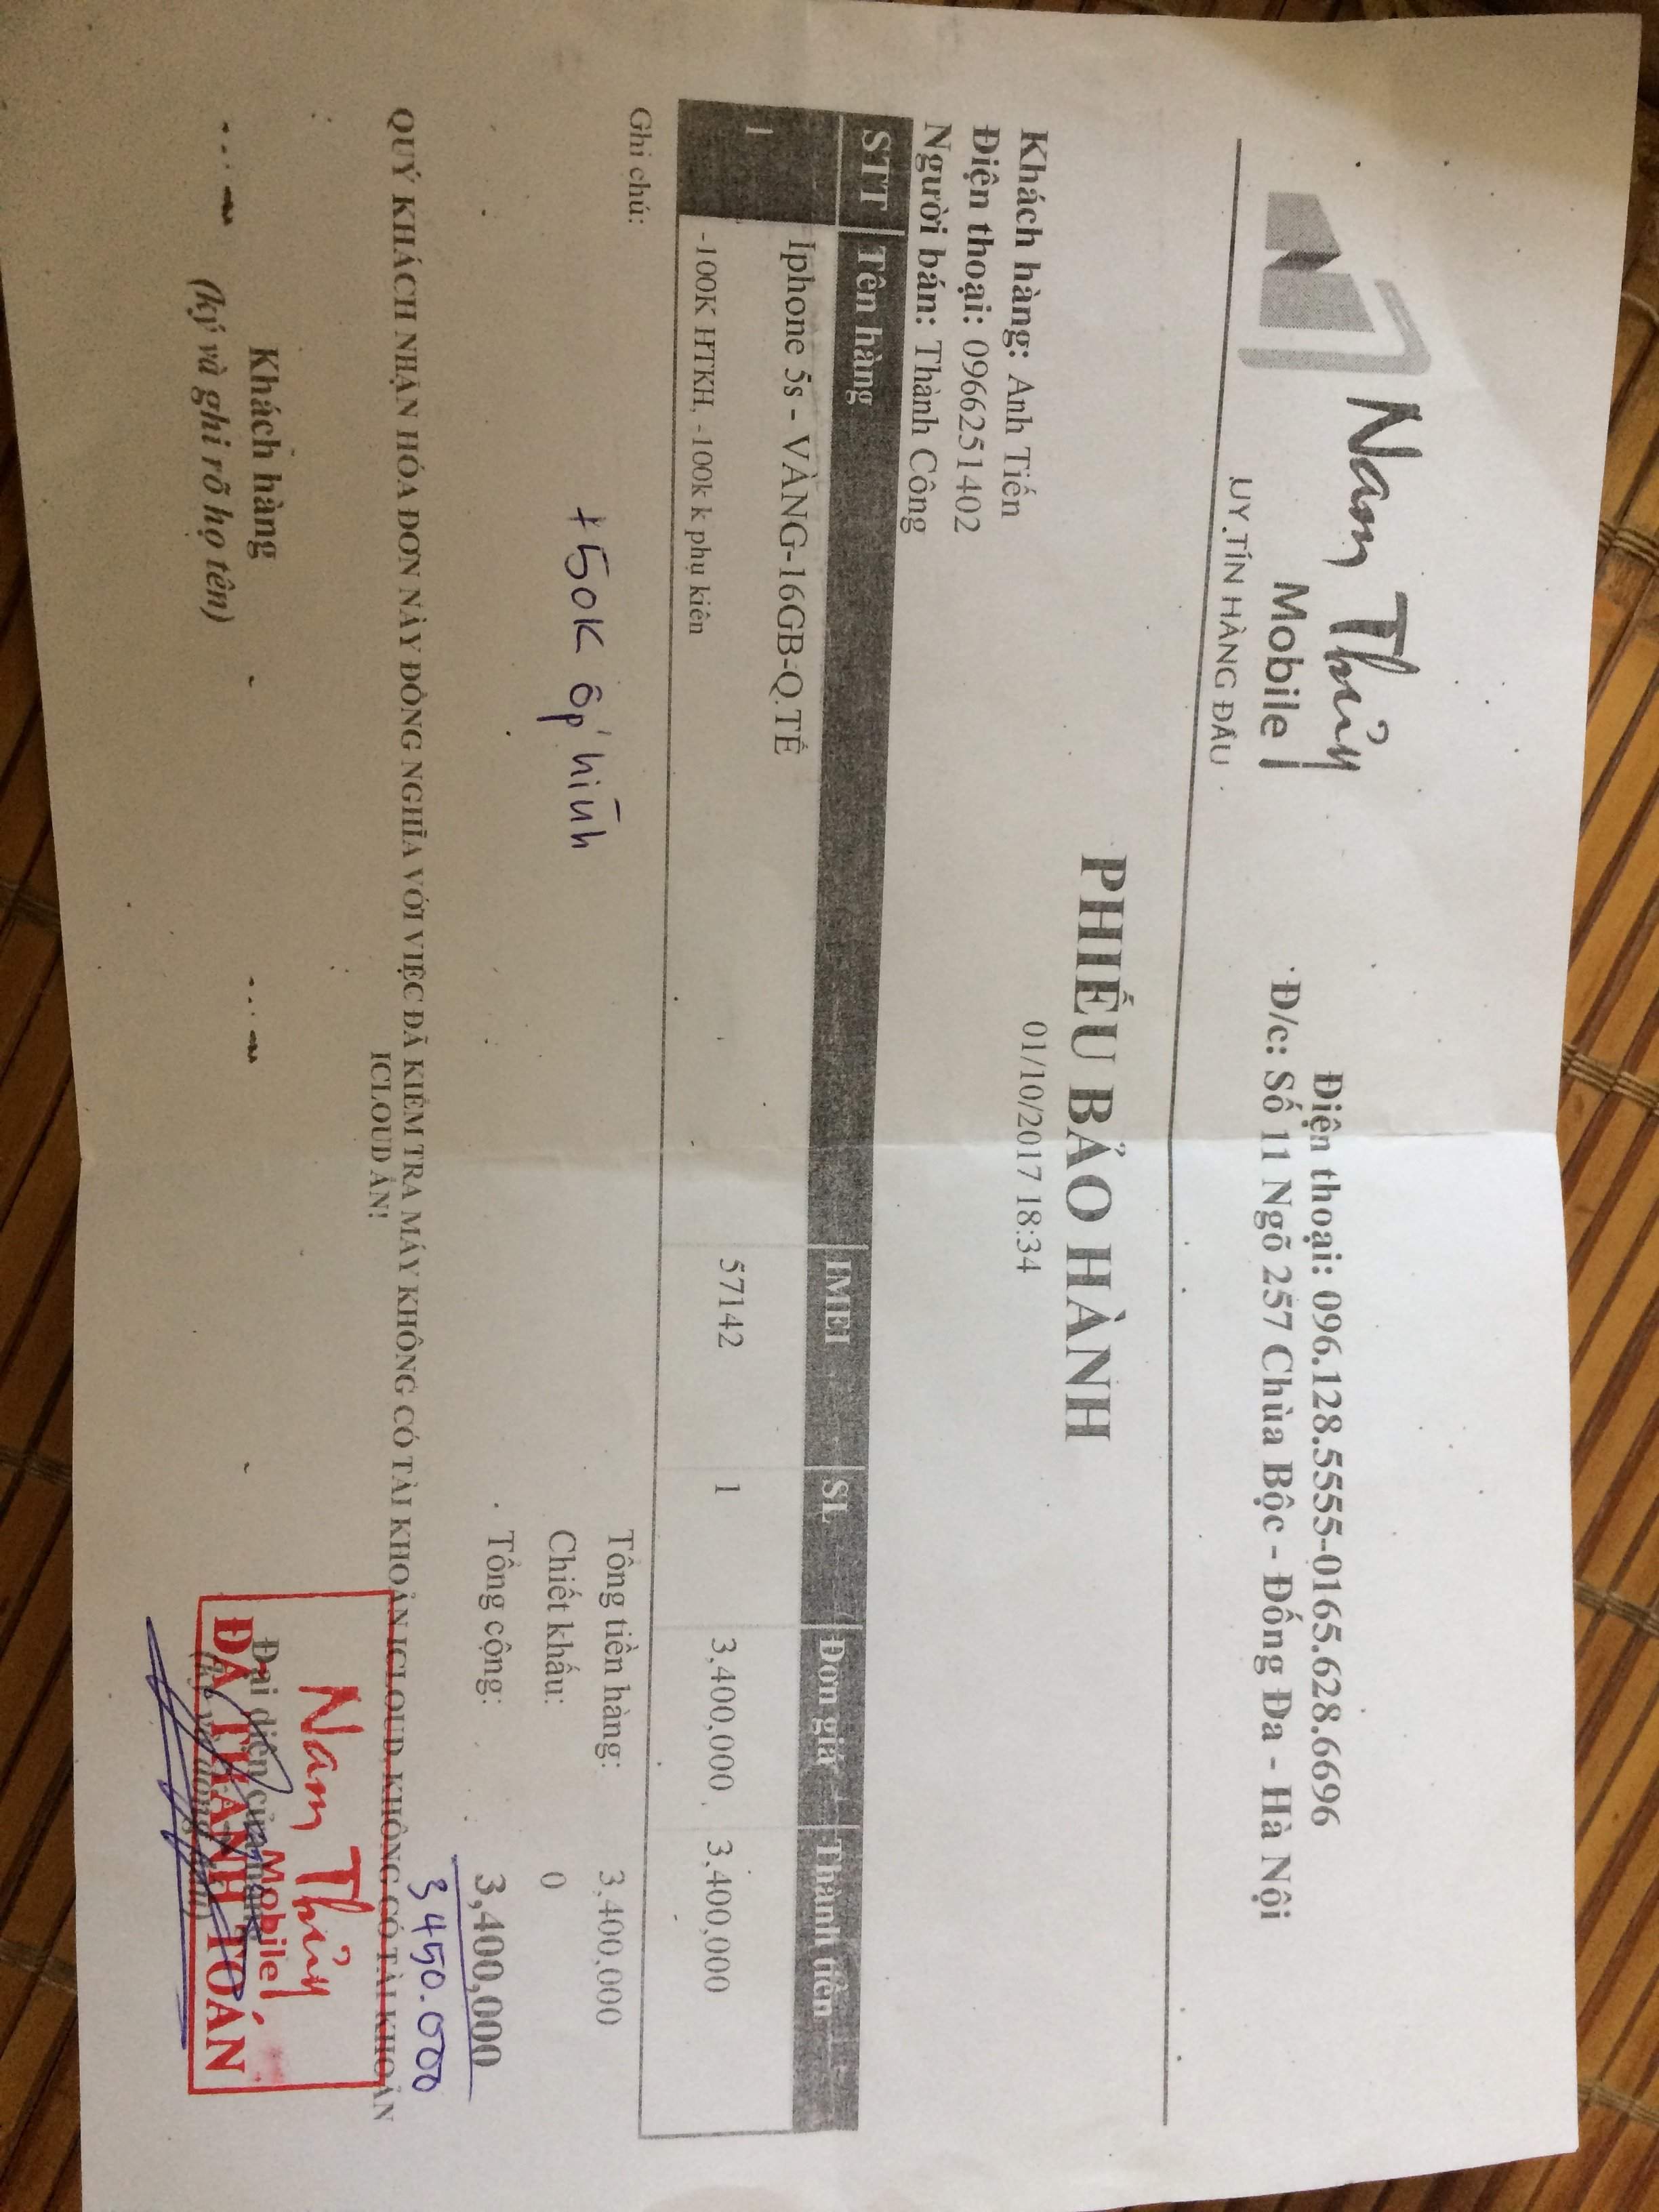 Nam Thủy
Mobile
UY TÍN HÀNG ĐẦU
Điện thoại: 096.128.5555-0165.628.6696
Đ/c: Số 11 Ngõ 257 Chùa Bộc - Đống Đa - Hà Nội
PHIẾU BẢO HÀNH
01/10/2017 18:34
Khách hàng: Anh Tiến
Điện thoại: 0966251402
Người bán: Thành Công
STT Tên hàng IMEI SL Đơn giá Thành tiền
1 Iphone 5s - VÀNG-16GB-Q.TẾ 57142 1 3,400,000 3,400,000
-100K HTKH, -100k k phụ kiên
Ghi chú:
Tổng tiền hàng: 3,400,000
+ 50K ốp hình
Chiết khấu: 0
Tổng cộng: 3,400,000
3450.000
QUÝ KHÁCH NHẬN HÓA ĐƠN NÀY ĐỒNG NGHĨA VỚI VIỆC ĐÃ KIỂM TRA MÁY KHÔNG CÓ TÀI KHOẢN ICLOUD, KHÔNG CÓ TÀI KHOẢN
ICLOUD ẨN!
Khách hàng
(ký và ghi rõ họ tên)
Đại diện cửa hàng
Nam Thủy
Mobile
ĐÃ THANH TOÁN